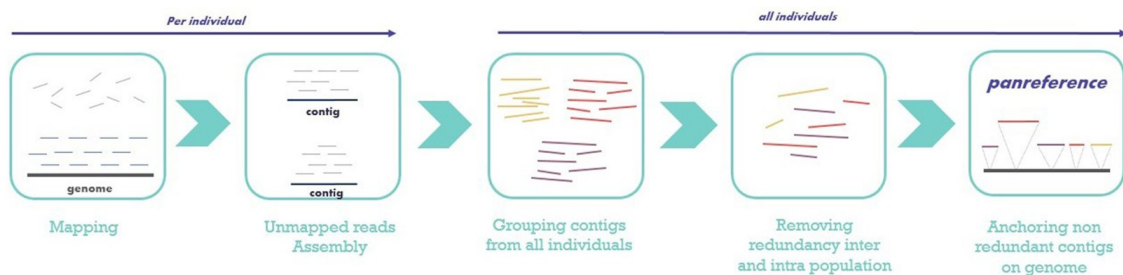 Per individual
all individuals
genome
contig
contig
panreference
Mapping
Unmapped reads
Assembly
Grouping contigs
from all individuals
Removing
redundancy inter
and intra population
Anchoring non
redundant contigs
on genome